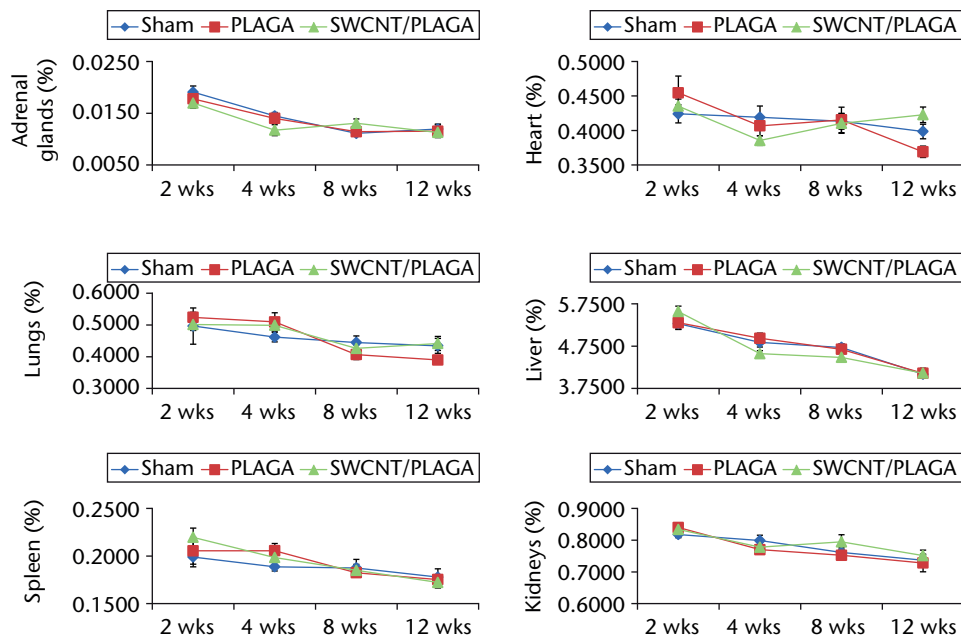 Sham PLAGA SWCNT/PLAGA
Adrenal glands (%)
0.0250
0.0150
0.0050
2 wks 4 wks 8 wks 12 wks
Sham PLAGA SWCNT/PLAGA
Heart (%)
0.5000
0.4500
0.4000
0.3500
2 wks 4 wks 8 wks 12 wks
Sham PLAGA SWCNT/PLAGA
Lungs (%)
0.6000
0.5000
0.4000
0.3000
2 wks 4 wks 8 wks 12 wks
Sham PLAGA SWCNT/PLAGA
Liver (%)
5.7500
4.7500
3.7500
2 wks 4 wks 8 wks 12 wks
Sham PLAGA SWCNT/PLAGA
Spleen (%)
0.2500
0.2000
0.1500
2 wks 4 wks 8 wks 12 wks
Sham PLAGA SWCNT/PLAGA
Kidneys (%)
0.9000
0.8000
0.7000
0.6000
2 wks 4 wks 8 wks 12 wks